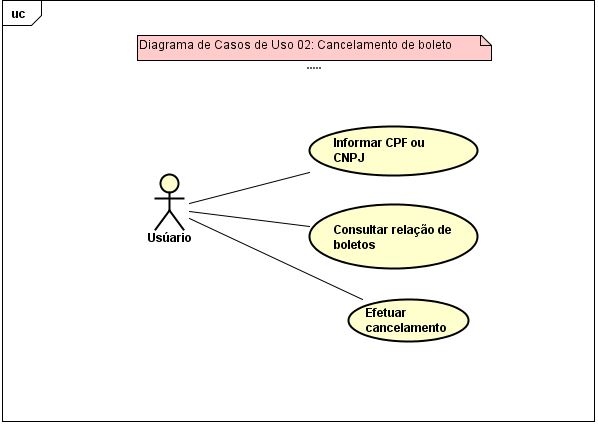 uc
Diagrama de Casos de Uso 02: Cancelamento de boleto
.....
Informar CPF ou
CNPJ
Usúario
Consultar relação de
boletos
Efetuar
cancelamento